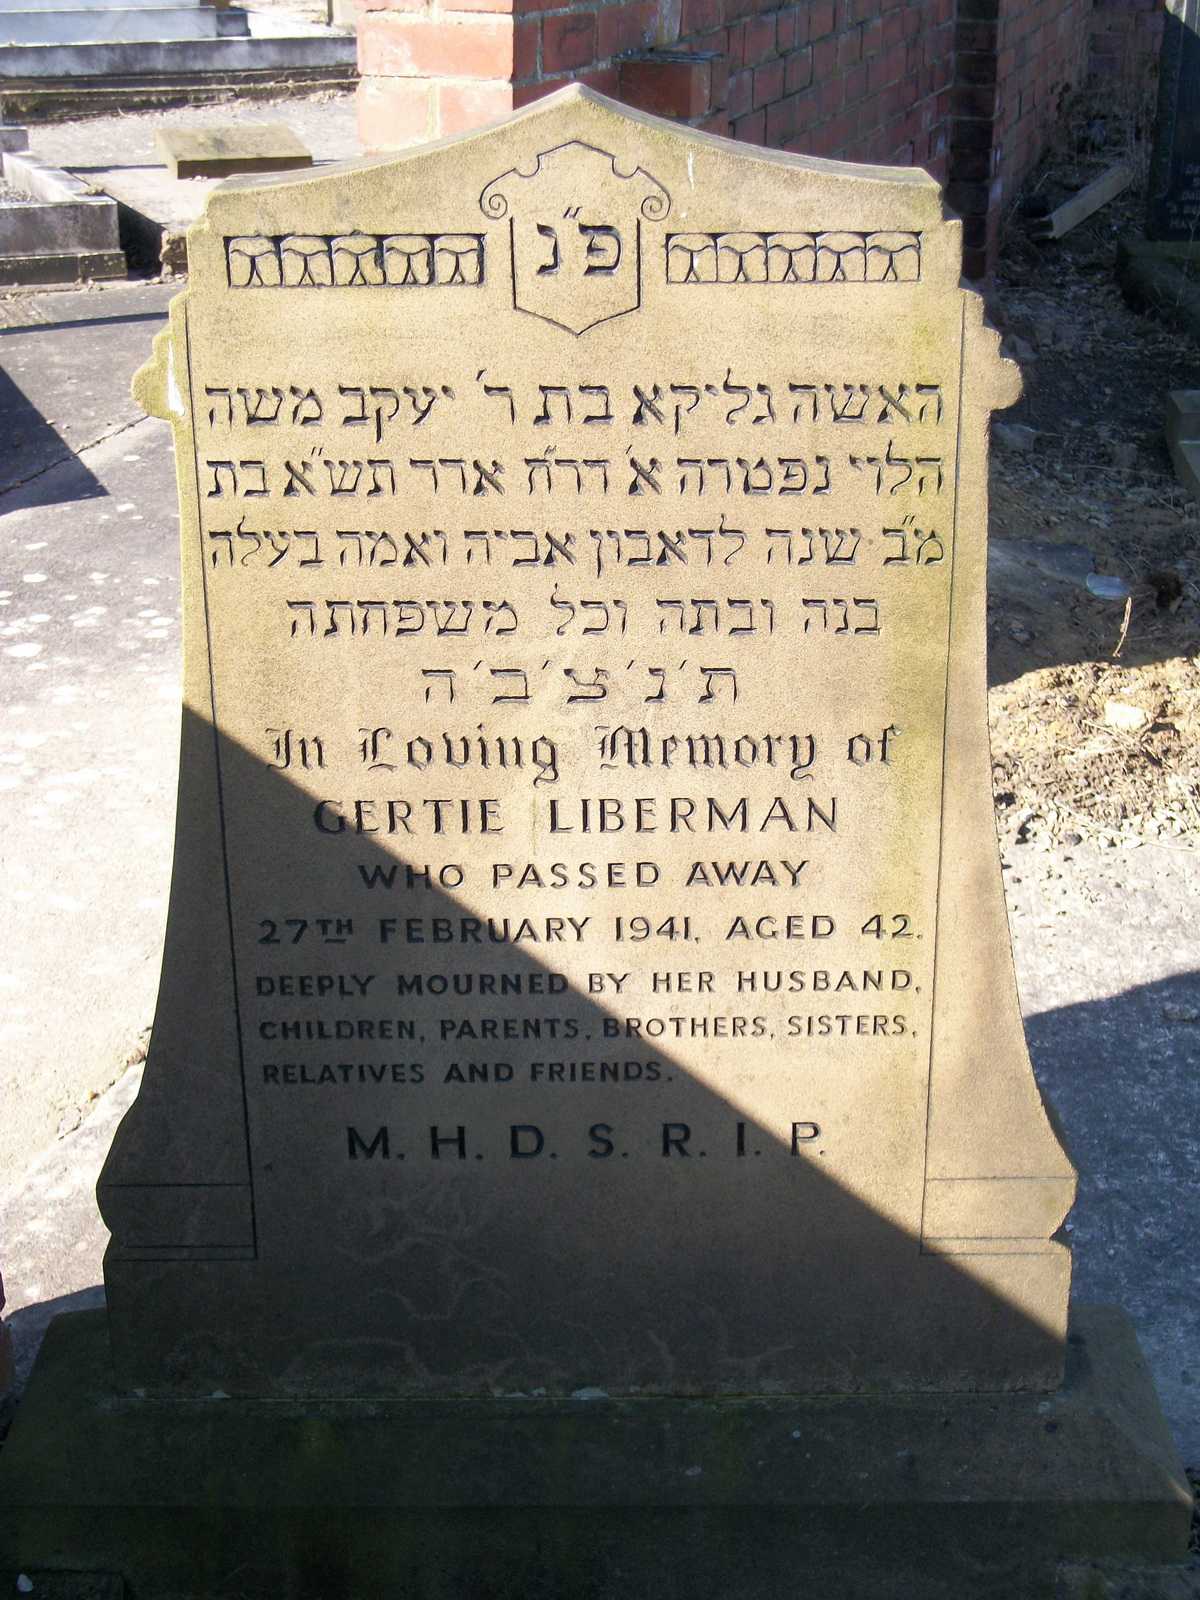 פ"נ
האשה גליקא בת ר' יעקב משה
הלוי נפטרה א' דר"ח אדר תש"א בת
מ"ב שנה לדאבון אביה ואמה בעלה
בנה ובתה וכל משפחתה
ת'נ'צ'ב'ה
In Loving Memory of
GERTIE LIBERMAN
WHO PASSED AWAY
27TH FEBRUARY 1941, AGED 42.
DEEPLY MOURNED BY HER HUSBAND,
CHILDREN, PARENTS, BROTHERS, SISTERS,
RELATIVES AND FRIENDS.
M. H. D. S. R. I. P.